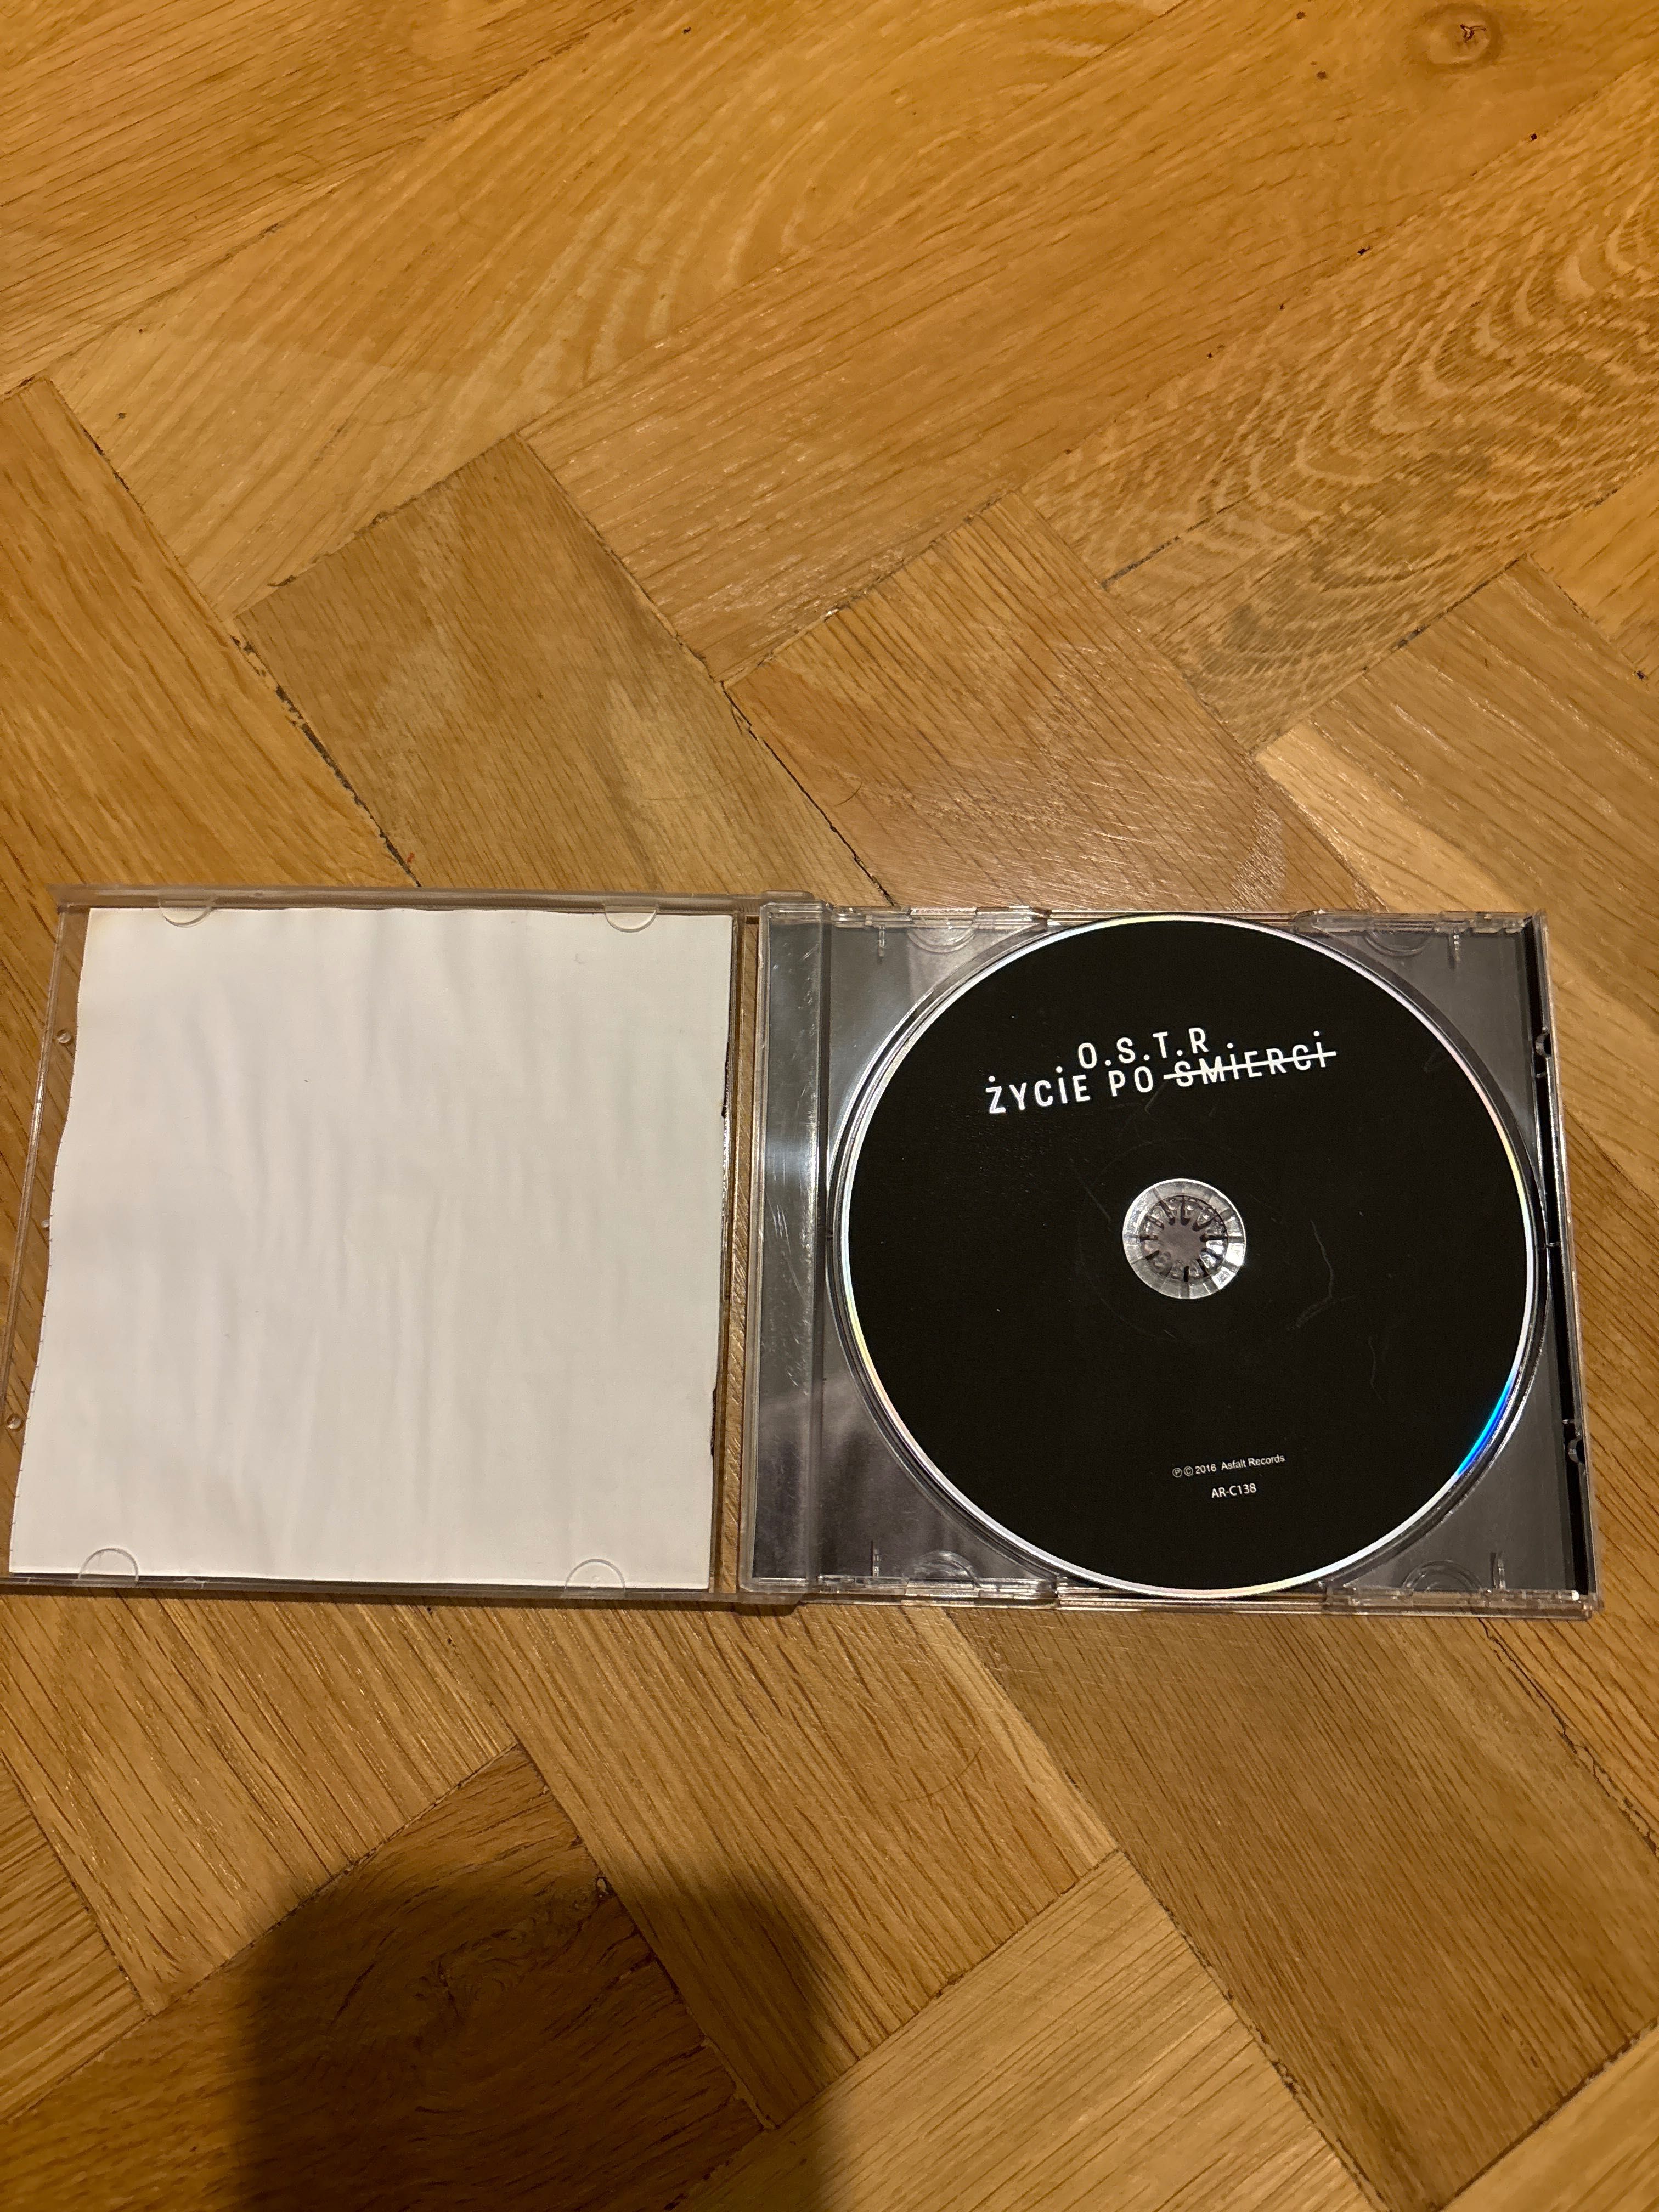 O.S.T.R
ŻYCiE PO ŚMiERCi
℗ © 2016 Asfalt Records
AR-C138